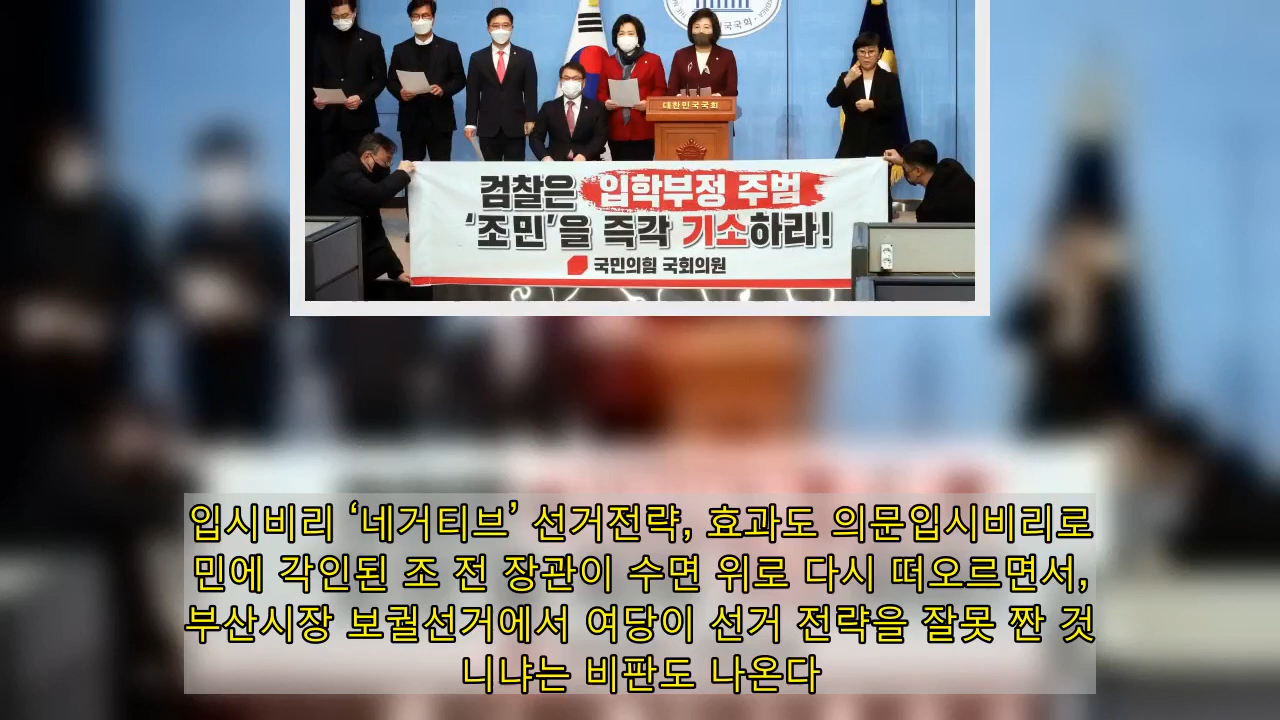 국회
대한민국국회
검찰은 입학부정 주범
‘조민’을 즉각 기소하라!
국민의힘 국회의원
입시비리 ‘네거티브’ 선거전략, 효과도 의문입시비리로
민에 각인된 조 전 장관이 수면 위로 다시 떠오르면서,
부산시장 보궐선거에서 여당이 선거 전략을 잘못 짠 것
니냐는 비판도 나온다